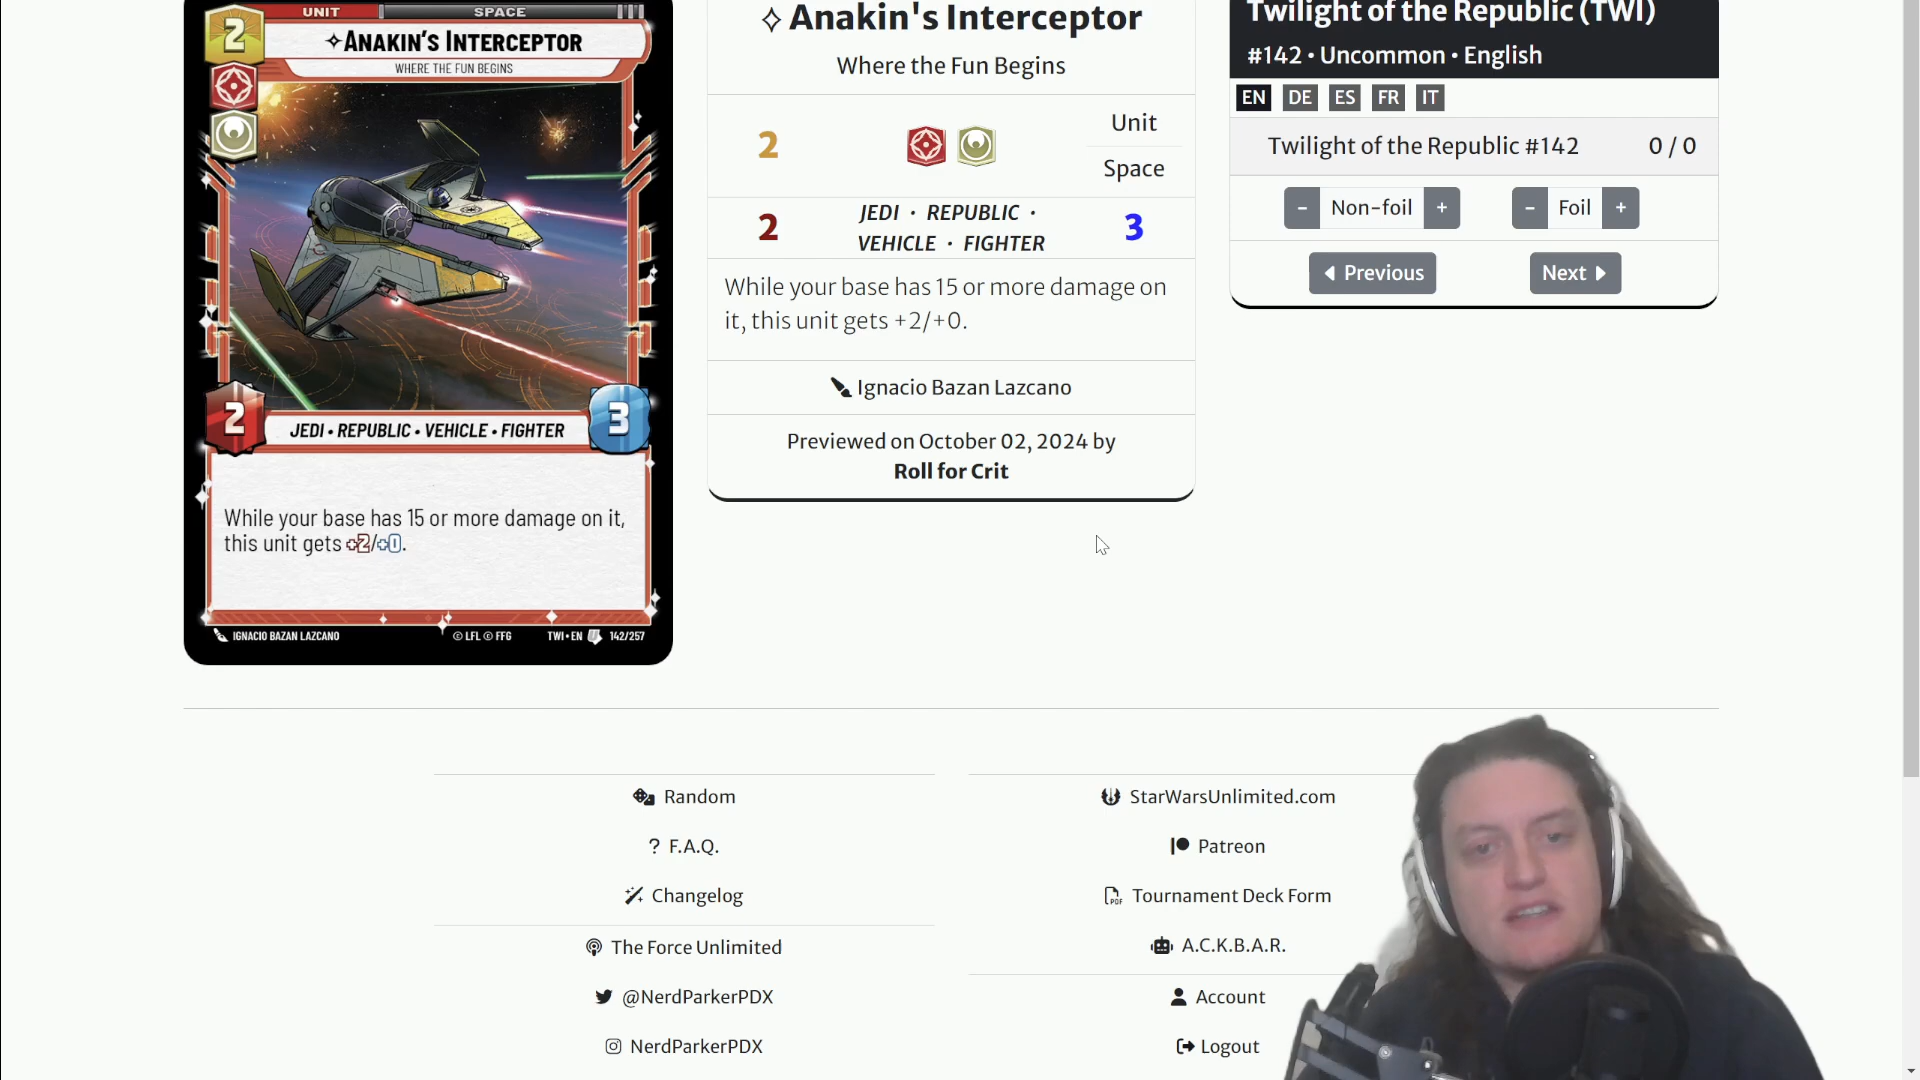 UNIT
SPACE
2
ANAKIN'S INTERCEPTOR
WHERE THE FUN BEGINS
2
JEDI • REPUBLIC • VEHICLE • FIGHTER
3
While your base has 15 or more damage on it,
this unit gets +2/+0.
IGNACIO BAZAN LAZCANO
© LFL © FFG
TWI • EN
U
142/257
Anakin's Interceptor
Where the Fun Begins
2
Unit
Space
2
JEDI · REPUBLIC ·
VEHICLE · FIGHTER
3
While your base has 15 or more damage on
it, this unit gets +2/+0.
Ignacio Bazan Lazcano
Previewed on October 02, 2024 by
Roll for Crit
Twilight of the Republic (TWI)
#142 • Uncommon • English
EN DE ES FR IT
Twilight of the Republic #142 0 / 0
- Non-foil + - Foil +
Previous Next
Random
? F.A.Q.
Changelog
The Force Unlimited
@NerdParkerPDX
NerdParkerPDX
StarWarsUnlimited.com
Patreon
PDF Tournament Deck Form
A.C.K.B.A.R.
Account
Logout